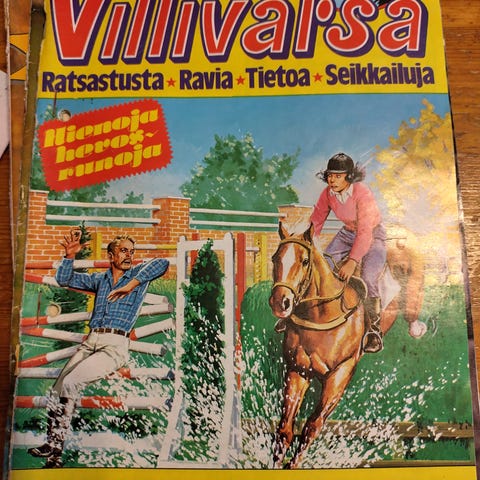 Villivarsa
Ratsastusta ★ Ravia ★ Tietoa ★ Seikkailuja
Hienoja
hevos-
runoja